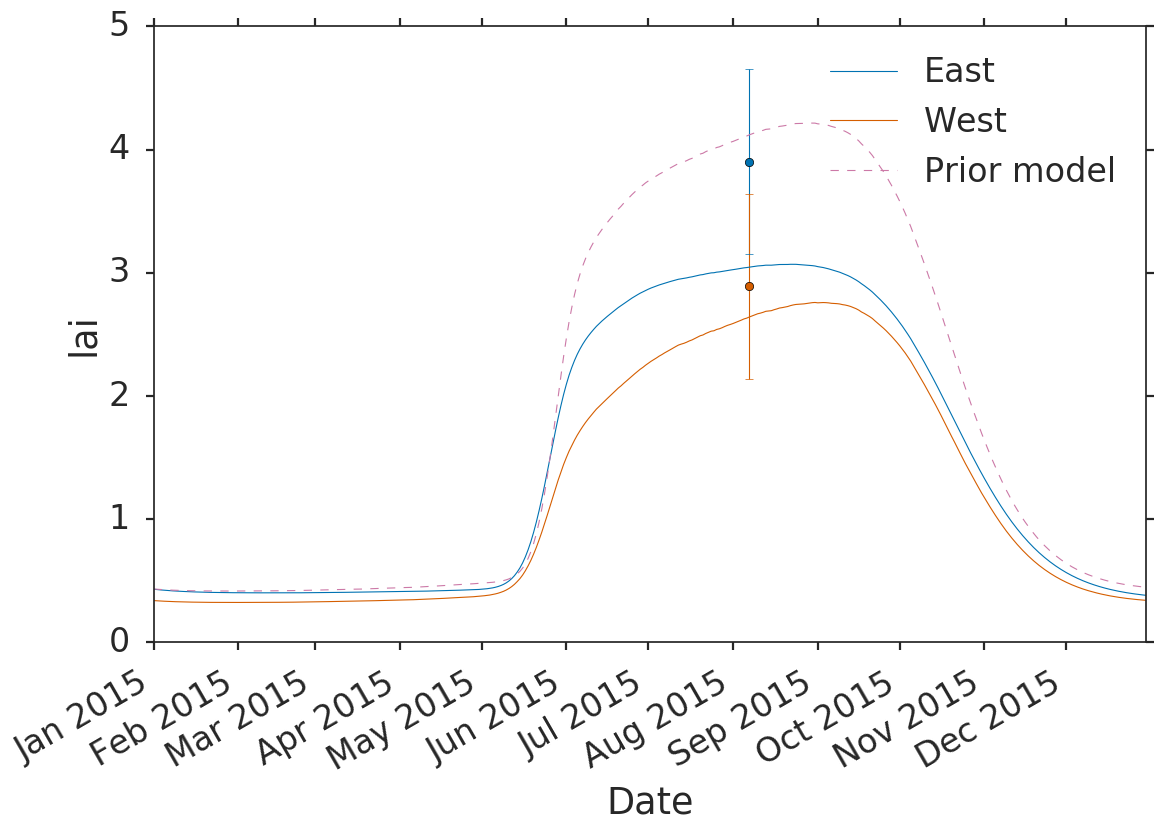 5
4
3
2
1
0
lai
East
West
Prior model
Jan 2015
Feb 2015
Mar 2015
Apr 2015
May 2015
Jun 2015
Jul 2015
Aug 2015
Sep 2015
Oct 2015
Nov 2015
Dec 2015
Date